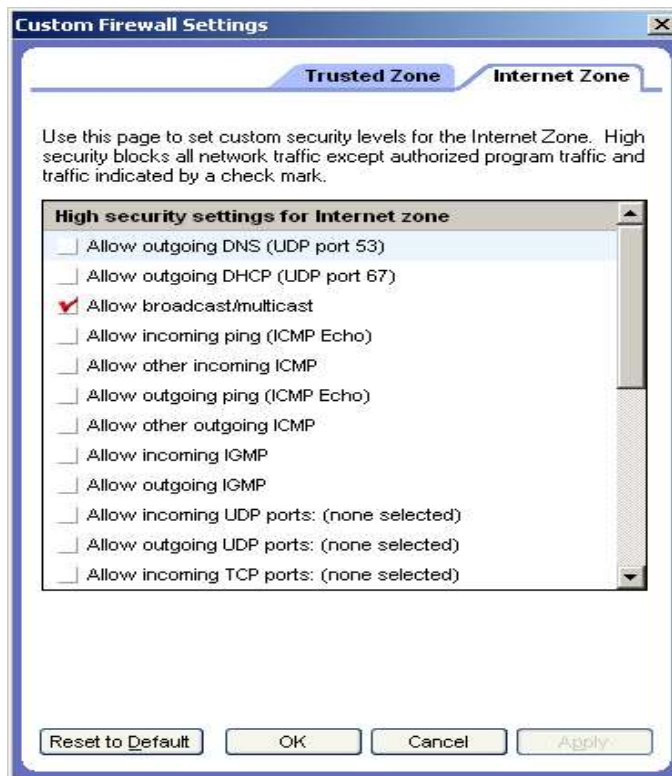 Custom Firewall Settings
Trusted Zone
Internet Zone
Use this page to set custom security levels for the Internet Zone. High
security blocks all network traffic except authorized program traffic and
traffic indicated by a check mark.
High security settings for Internet zone
Allow outgoing DNS (UDP port 53)
Allow outgoing DHCP (UDP port 67)
Allow broadcast/multicast
Allow incoming ping (ICMP Echo)
Allow other incoming ICMP
Allow outgoing ping (ICMP Echo)
Allow other outgoing ICMP
Allow incoming IGMP
Allow outgoing IGMP
Allow incoming UDP ports: (none selected)
Allow outgoing UDP ports: (none selected)
Allow incoming TCP ports: (none selected)
Reset to Default
OK
Cancel
Apply